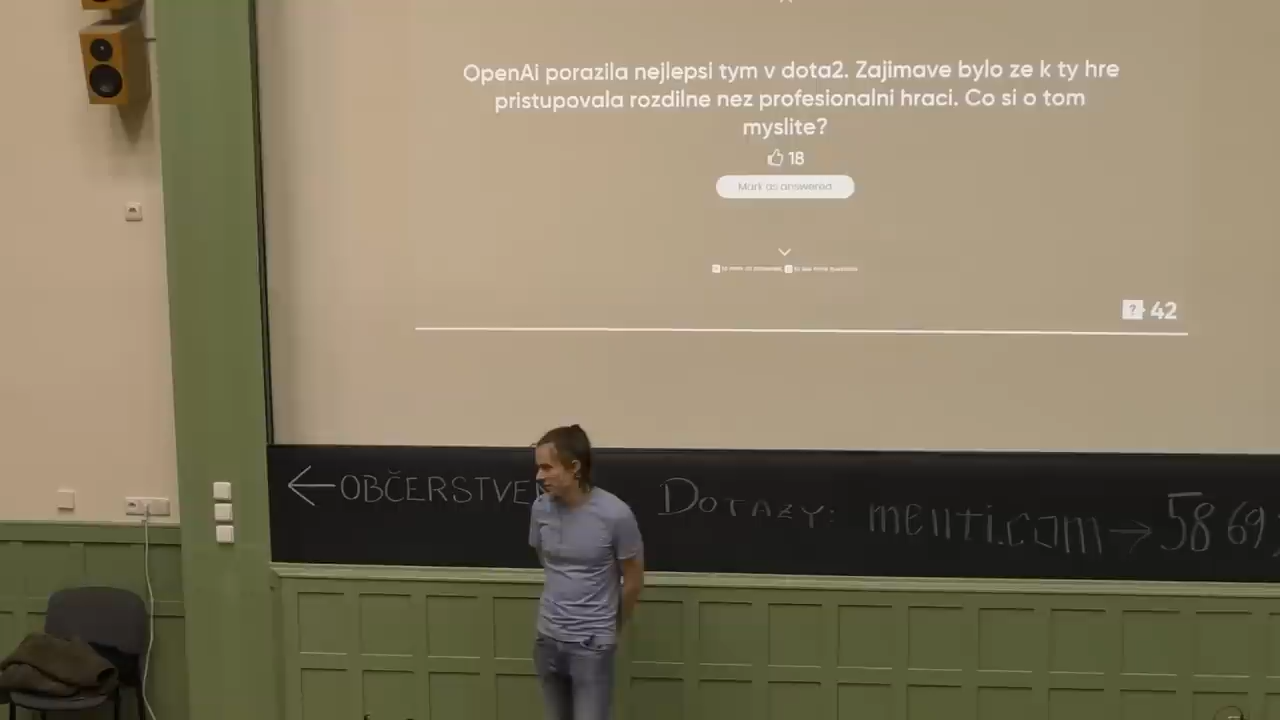 OpenAi porazila nejlepsi tym v dota2. Zajimave bylo ze k ty hre
pristupovala rozdilne nez profesionalni hraci. Co si o tom
myslite?
18
Mark as answered
? 42
← OBČERSTVE
DOTAZY: menti.com → 58 69